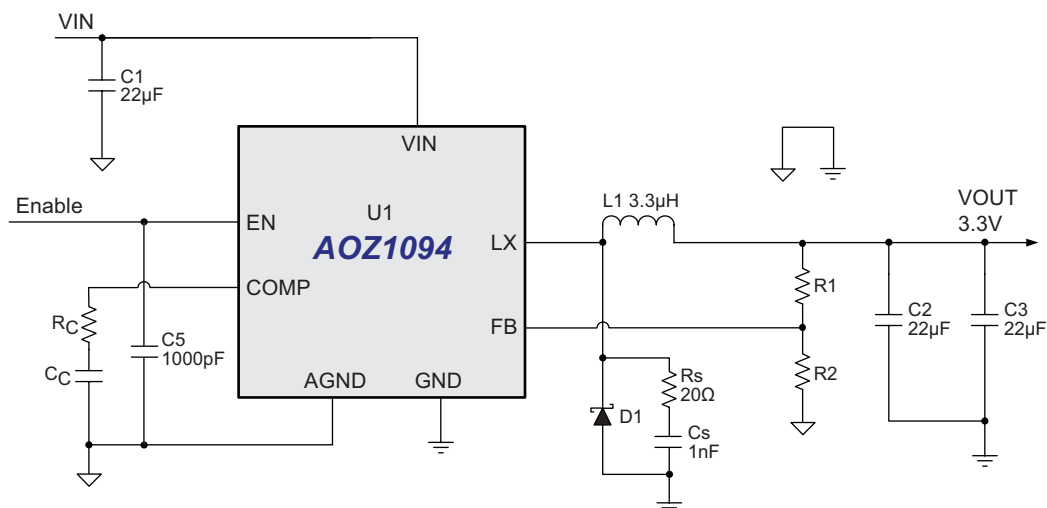 VIN
C1
22µF
VIN
Enable
EN
U1
AOZ1094
LX
L1 3.3µH
VOUT
3.3V
COMP
FB
R1
C2
22µF
C3
22µF
RC
C5
1000pF
CC
AGND
GND
R2
Rs
20Ω
D1
Cs
1nF